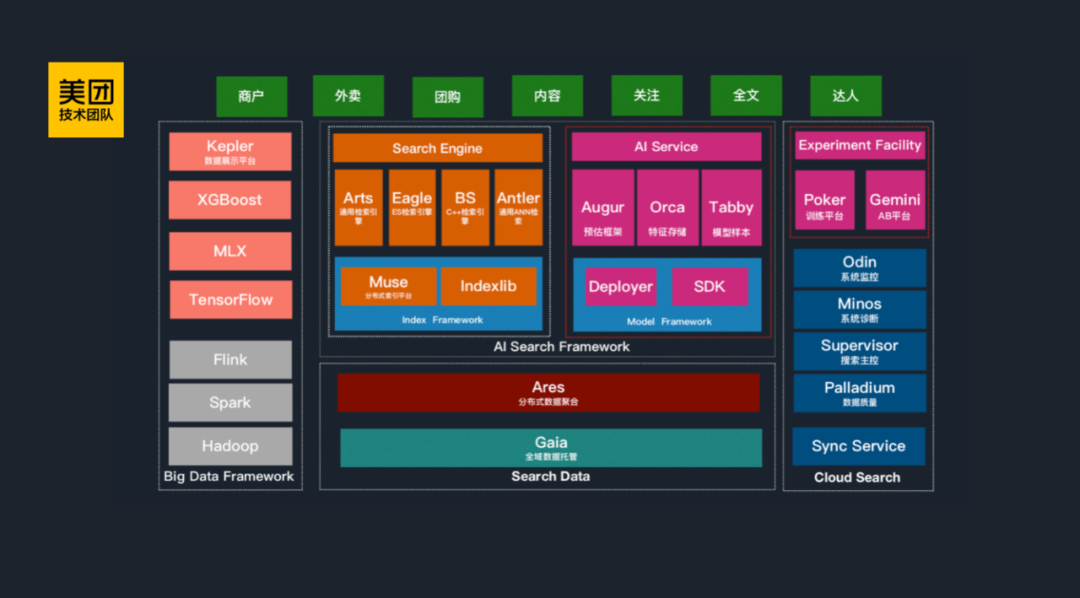 美团
技术团队
商户
外卖
团购
内容
关注
全文
达人
Kepler
数据展示平台
XGBoost
MLX
TensorFlow
Flink
Spark
Hadoop
Big Data Framework
Search Engine
Arts
通用检索引
擎
Eagle
ES检索引擎
BS
C++检索引
擎
Antler
通用ANN检
索
Muse
分布式索引平台
Indexlib
Index Framework
AI Service
Augur
预估框架
Orca
特征存储
Tabby
模型样本
Deployer
SDK
Model Framework
AI Search Framework
Ares
分布式数据聚合
Gaia
全域数据托管
Search Data
Experiment Facility
Poker
训练平台
Gemini
AB平台
Odin
系统监控
Minos
系统诊断
Supervisor
搜索主控
Palladium
数据质量
Sync Service
Cloud Search